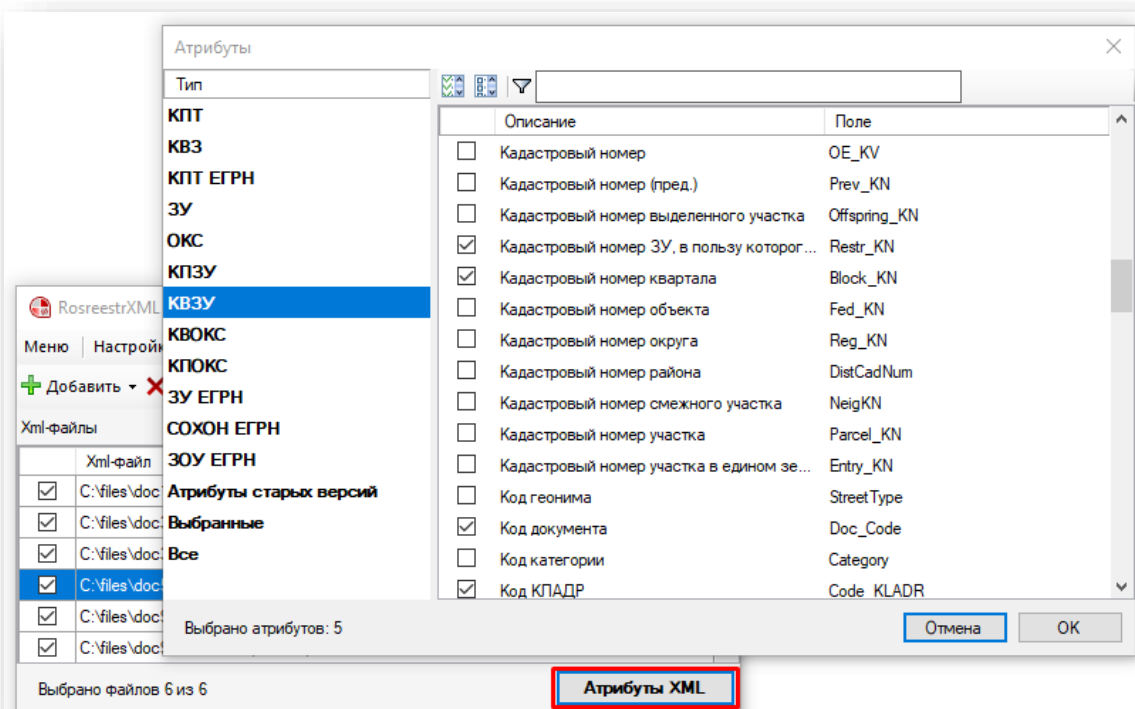 Атрибуты
Тип
КПТ
КВЗ
КПТ ЕГРН
ЗУ
ОКС
КПЗУ
КВЗУ
КВОКС
КПОКС
ЗУ ЕГРН
СОХОН ЕГРН
ЗОУ ЕГРН
Атрибуты старых версий
Выбранные
Все
Описание Поле
Кадастровый номер OE_KV
Кадастровый номер (пред.) Prev_KN
Кадастровый номер выделенного участка Offspring_KN
Кадастровый номер ЗУ, в пользу которог... Restr_KN
Кадастровый номер квартала Block_KN
Кадастровый номер объекта Fed_KN
Кадастровый номер округа Reg_KN
Кадастровый номер района DistCadNum
Кадастровый номер смежного участка NeigKN
Кадастровый номер участка Parcel_KN
Кадастровый номер участка в едином зе... Entry_KN
Код геонима StreetType
Код документа Doc_Code
Код категории Category
Код КЛАДР Code_KLADR
Выбрано атрибутов: 5 Отмена OK
RosreestrXML
Меню Настройк
Добавить
Xml-файлы
Xml-файл
C:\files\doc
C:\files\doc
C:\files\doc
C:\files\doc
C:\files\doc
C:\files\doc
Выбрано файлов 6 из 6 Атрибуты XML